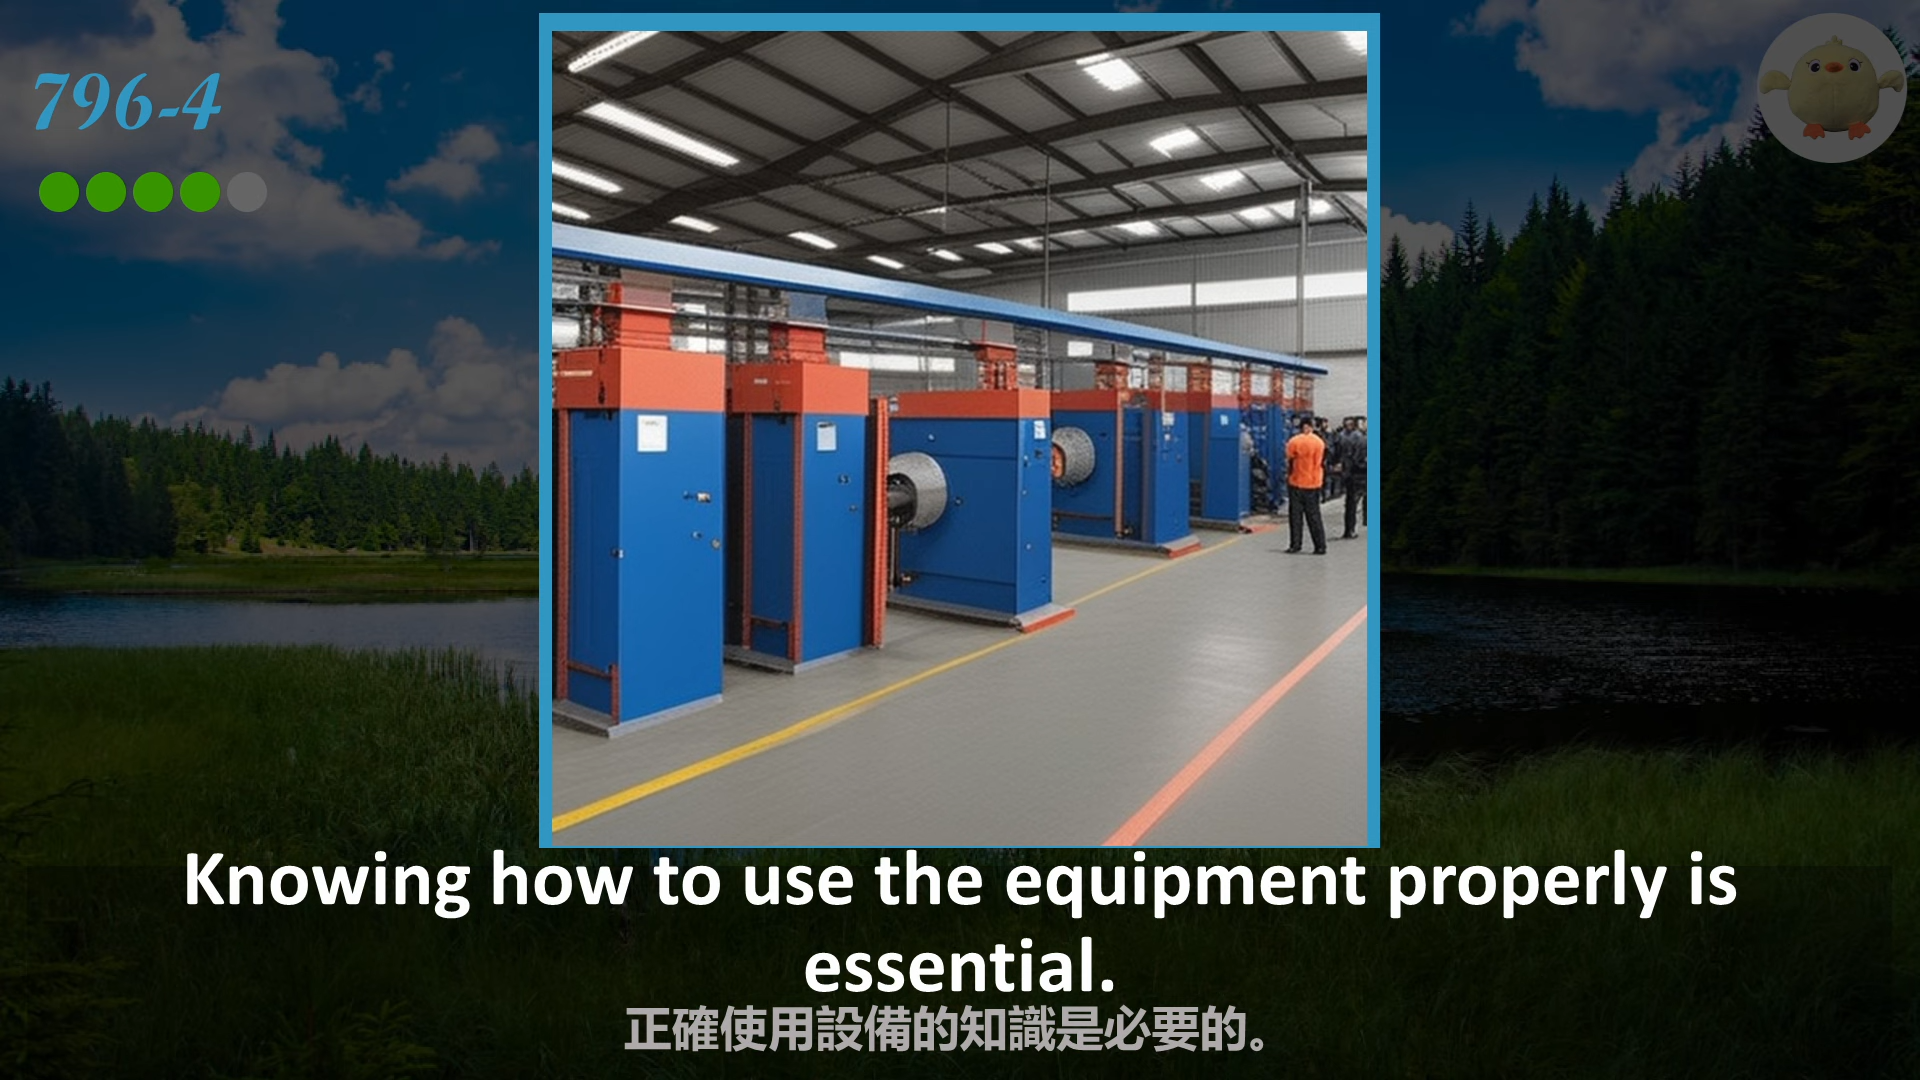 796-4
Knowing how to use the equipment properly is
essential.
正確使用設備的知識是必要的。